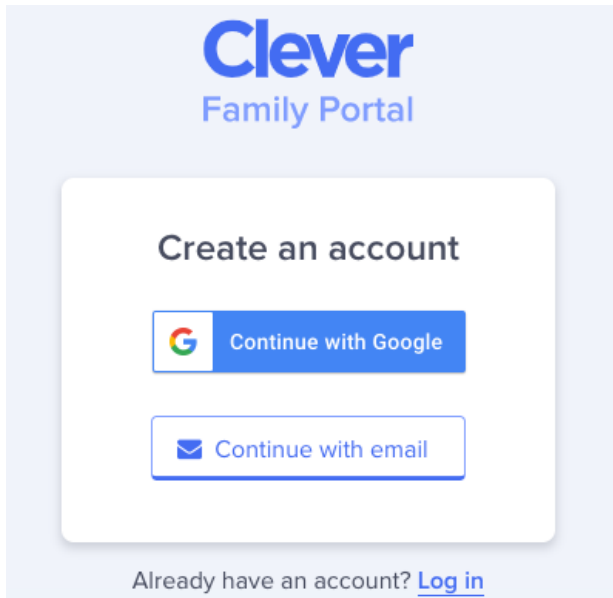 Clever
Family Portal
Create an account
Continue with Google
Continue with email
Already have an account? Log in